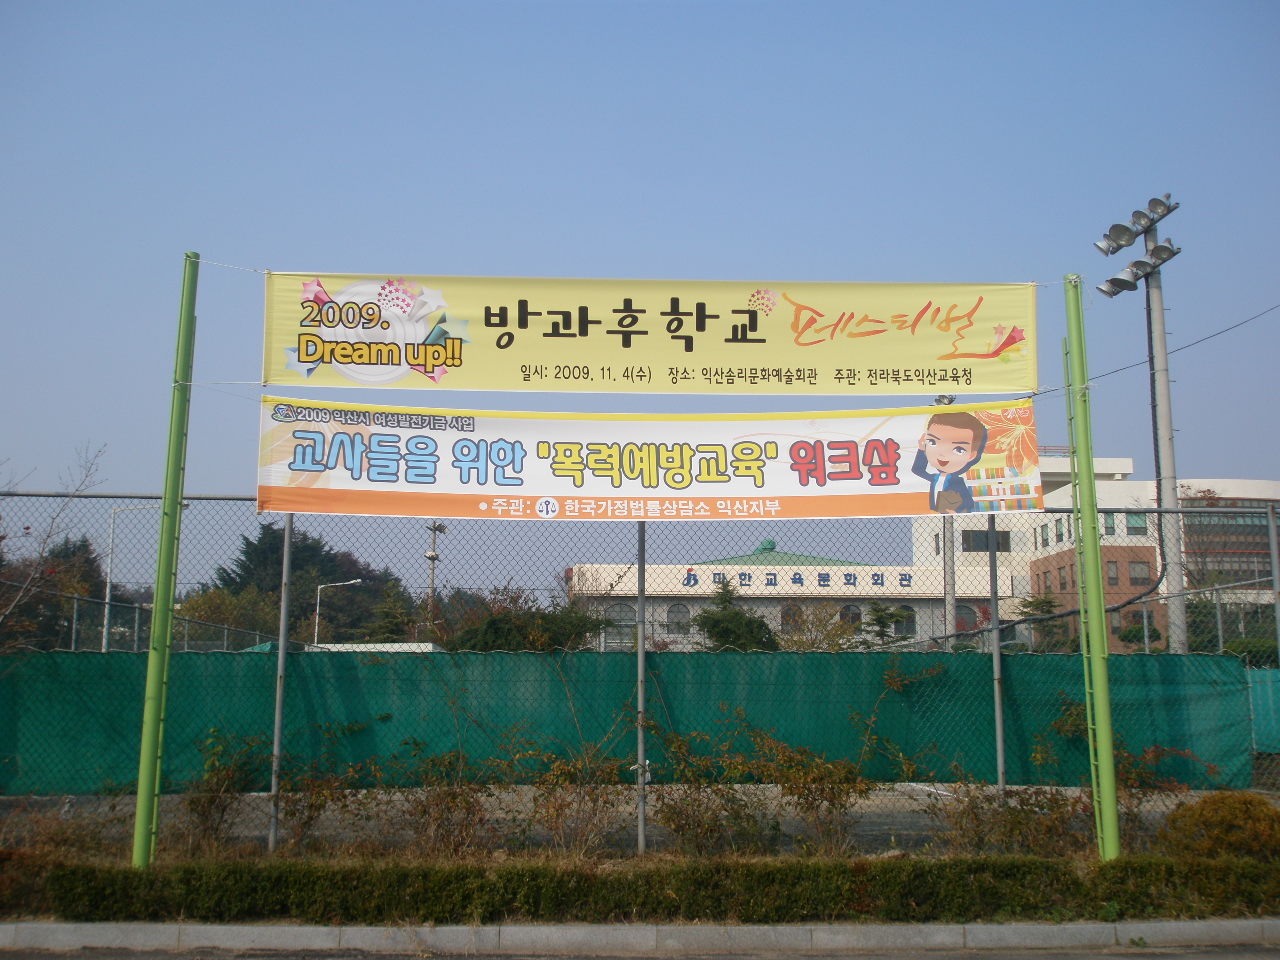 2009.
Dream up!!
방과후학교 페스티벌
일시: 2009. 11. 4(수) 장소: 익산솜리문화예술회관 주관: 전라북도익산교육청
2009 익산시 여성발전기금 사업
교사들을 위한 "폭력예방교육" 워크샾
●주관: 한국가정법률상담소 익산지부
마한교육문화회관